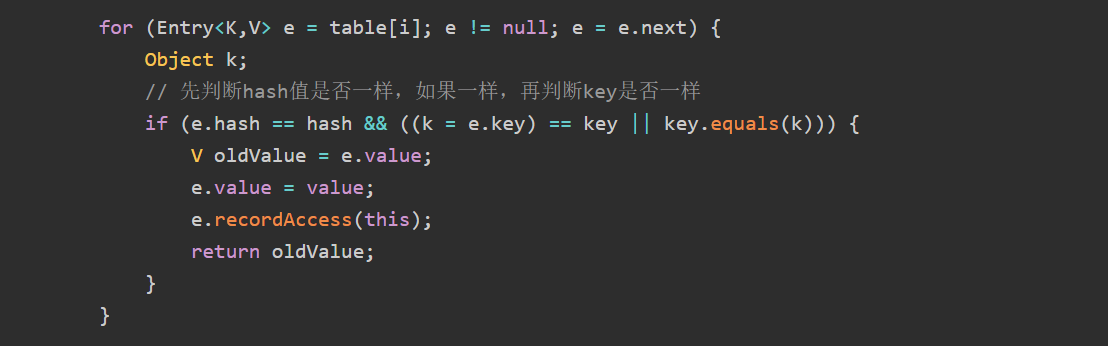 for (Entry<K,V> e = table[i]; e != null; e = e.next) {
Object k;
// 先判断hash值是否一样，如果一样，再判断key是否一样
if (e.hash == hash && ((k = e.key) == key || key.equals(k))) {
V oldValue = e.value;
e.value = value;
e.recordAccess(this);
return oldValue;
}
}